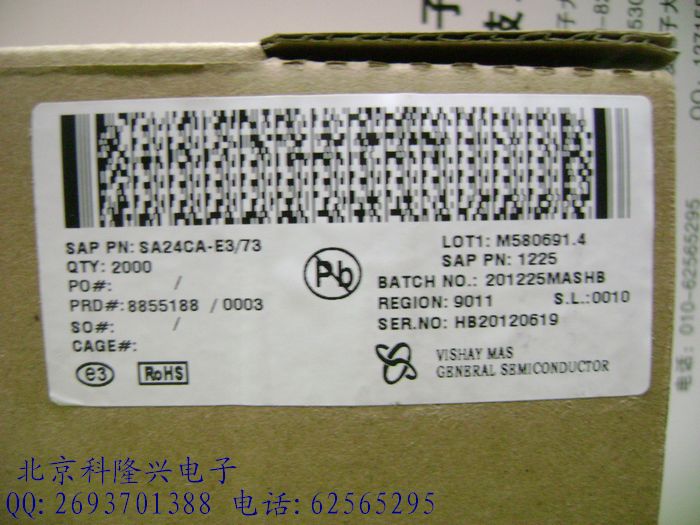 SAP PN: SA24CA-E3/73
QTY: 2000
PO#: /
PRD#: 8855188 / 0003
SO#: /
CAGE#:
e3 RoHS
Pb
LOT1: M580691.4
SAP PN: 1225
BATCH NO.: 201225MASHB
REGION: 9011 S.L.:0010
SER.NO: HB20120619
VISHAY MAS
GENERAL SEMICONDUCTOR
电话：010-62565295
北京科隆兴电子
QQ:2693701388 电话:62565295